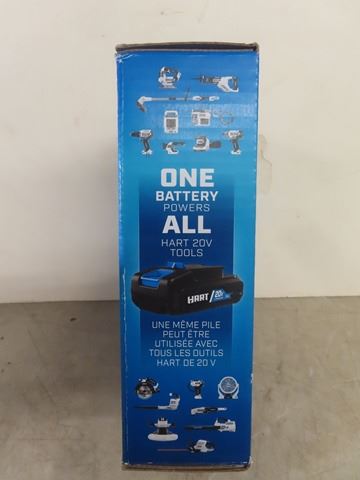 ONE
BATTERY
POWERS
ALL
HART 20V
TOOLS
HART 20V
UNE MÊME PILE
PEUT ÊTRE
UTILISÉE AVEC
TOUS LES OUTILS
HART DE 20 V